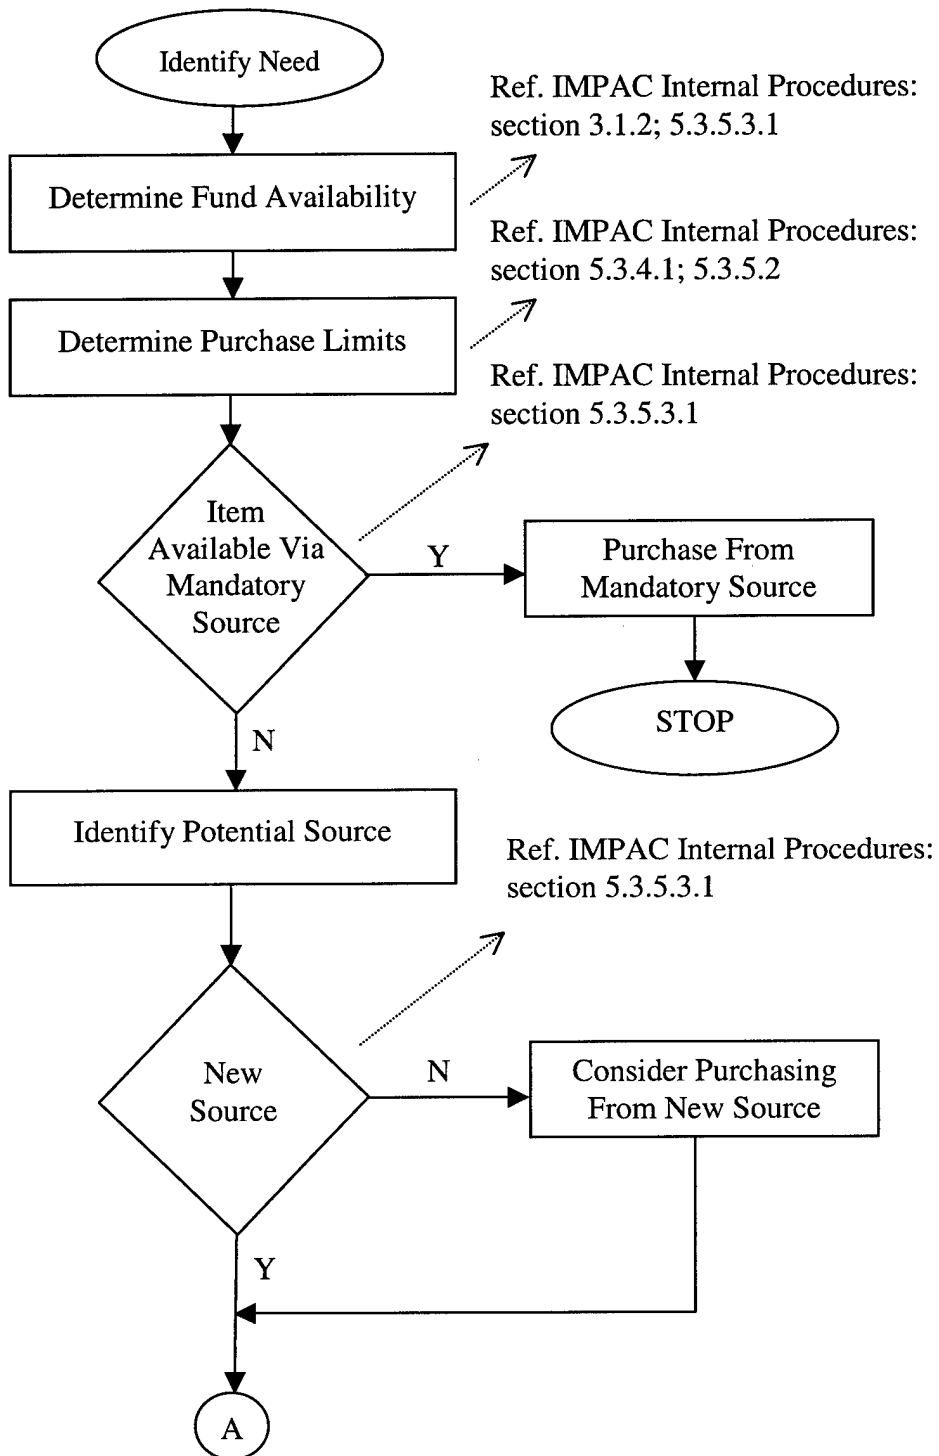 Identify Need
Ref. IMPAC Internal Procedures:
section 3.1.2; 5.3.5.3.1
Determine Fund Availability
Ref. IMPAC Internal Procedures:
section 5.3.4.1; 5.3.5.2
Determine Purchase Limits
Ref. IMPAC Internal Procedures:
section 5.3.5.3.1
Item
Available Via
Mandatory
Source
Y
Purchase From
Mandatory Source
STOP
N
Identify Potential Source
Ref. IMPAC Internal Procedures:
section 5.3.5.3.1
New
Source
N
Consider Purchasing
From New Source
Y
A